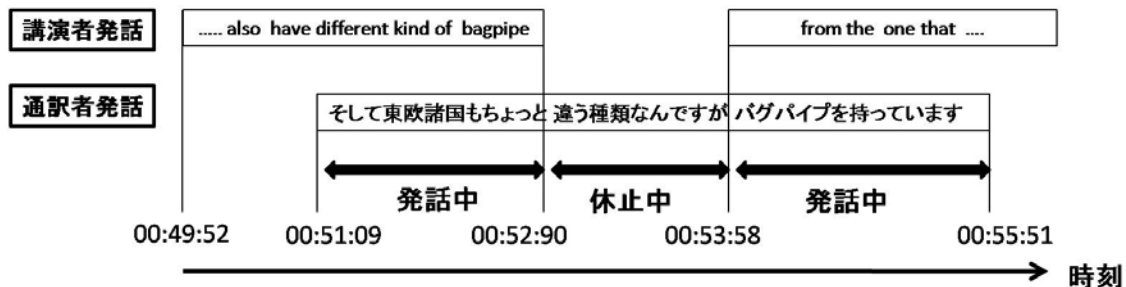 講演者発話
..... also have different kind of bagpipe
from the one that ....
通訳者発話
そして東欧諸国もちょっと 違う種類なんですが バグパイプを持っています
発話中
休止中
発話中
00:49:52
00:51:09
00:52:90
00:53:58
00:55:51
時刻